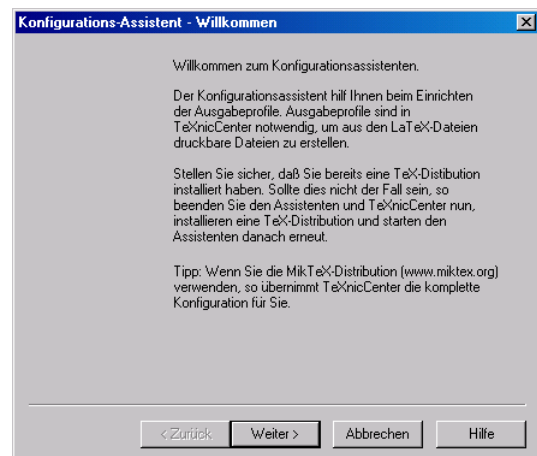 Konfigurations-Assistent - Willkommen
Willkommen zum Konfigurationsassistenten.
Der Konfigurationsassistent hilf Ihnen beim Einrichten
der Ausgabeprofile. Ausgabeprofile sind in
TeXnicCenter notwendig, um aus den LaTeX-Dateien
druckbare Dateien zu erstellen.
Stellen Sie sicher, daß Sie bereits eine TeX-Distibution
installiert haben. Sollte dies nicht der Fall sein, so
beenden Sie den Assistenten und TeXnicCenter nun,
installieren eine TeX-Distribution und starten den
Assistenten danach erneut.
Tipp: Wenn Sie die MikTeX-Distribution (www.miktex.org)
verwenden, so übernimmt TeXnicCenter die komplette
Konfiguration für Sie.
< Zurück Weiter > Abbrechen Hilfe